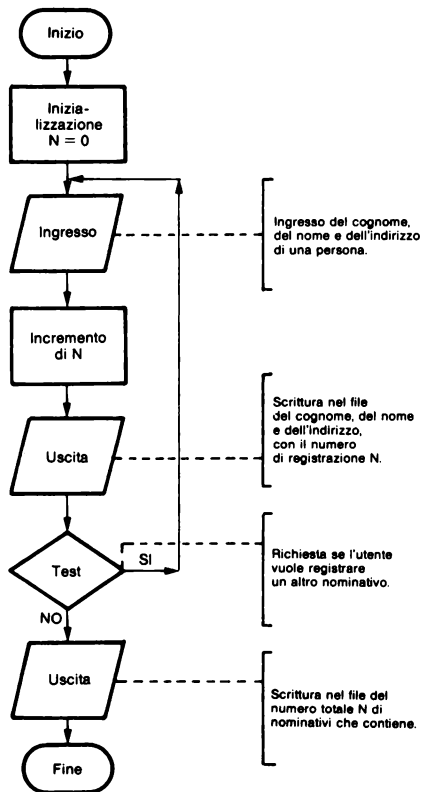 Inizio
Inizia-
lizzazione
N = 0
Ingresso
Ingresso del cognome,
del nome e dell'indirizzo
di una persona.
Incremento
di N
Uscita
Scrittura nel file
del cognome, del nome
e dell'indirizzo,
con il numero
di registrazione N.
Test
SI
Richiesta se l'utente
vuole registrare
un altro nominativo.
NO
Uscita
Scrittura nel file del
numero totale N di
nominativi che contiene.
Fine